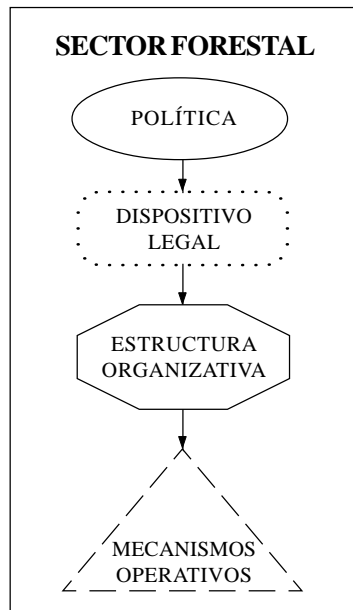 SECTOR FORESTAL
POLÍTICA
DISPOSITIVO
LEGAL
ESTRUCTURA
ORGANIZATIVA
MECANISMOS
OPERATIVOS